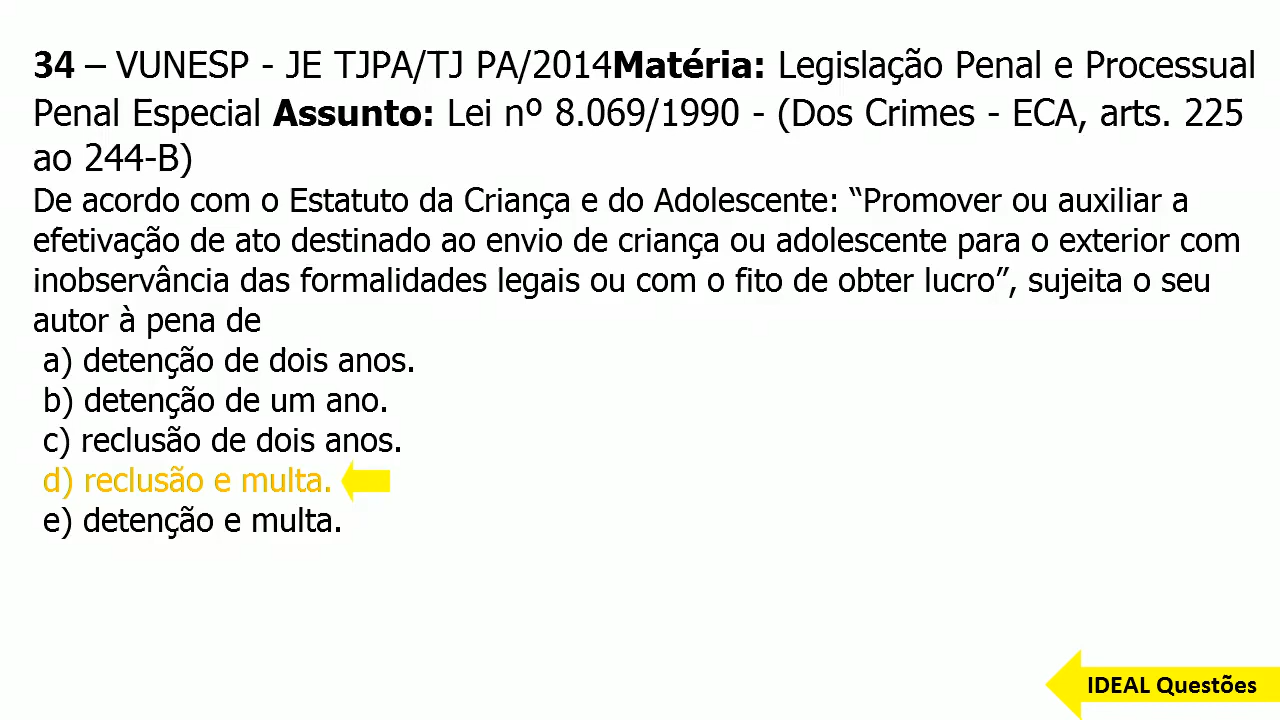 34 – VUNESP - JE TJPA/TJ PA/2014Matéria: Legislação Penal e Processual
Penal Especial Assunto: Lei nº 8.069/1990 - (Dos Crimes - ECA, arts. 225
ao 244-B)
De acordo com o Estatuto da Criança e do Adolescente: “Promover ou auxiliar a
efetivação de ato destinado ao envio de criança ou adolescente para o exterior com
inobservância das formalidades legais ou com o fito de obter lucro”, sujeita o seu
autor à pena de
a) detenção de dois anos.
b) detenção de um ano.
c) reclusão de dois anos.
d) reclusão e multa.
e) detenção e multa.
IDEAL Questões